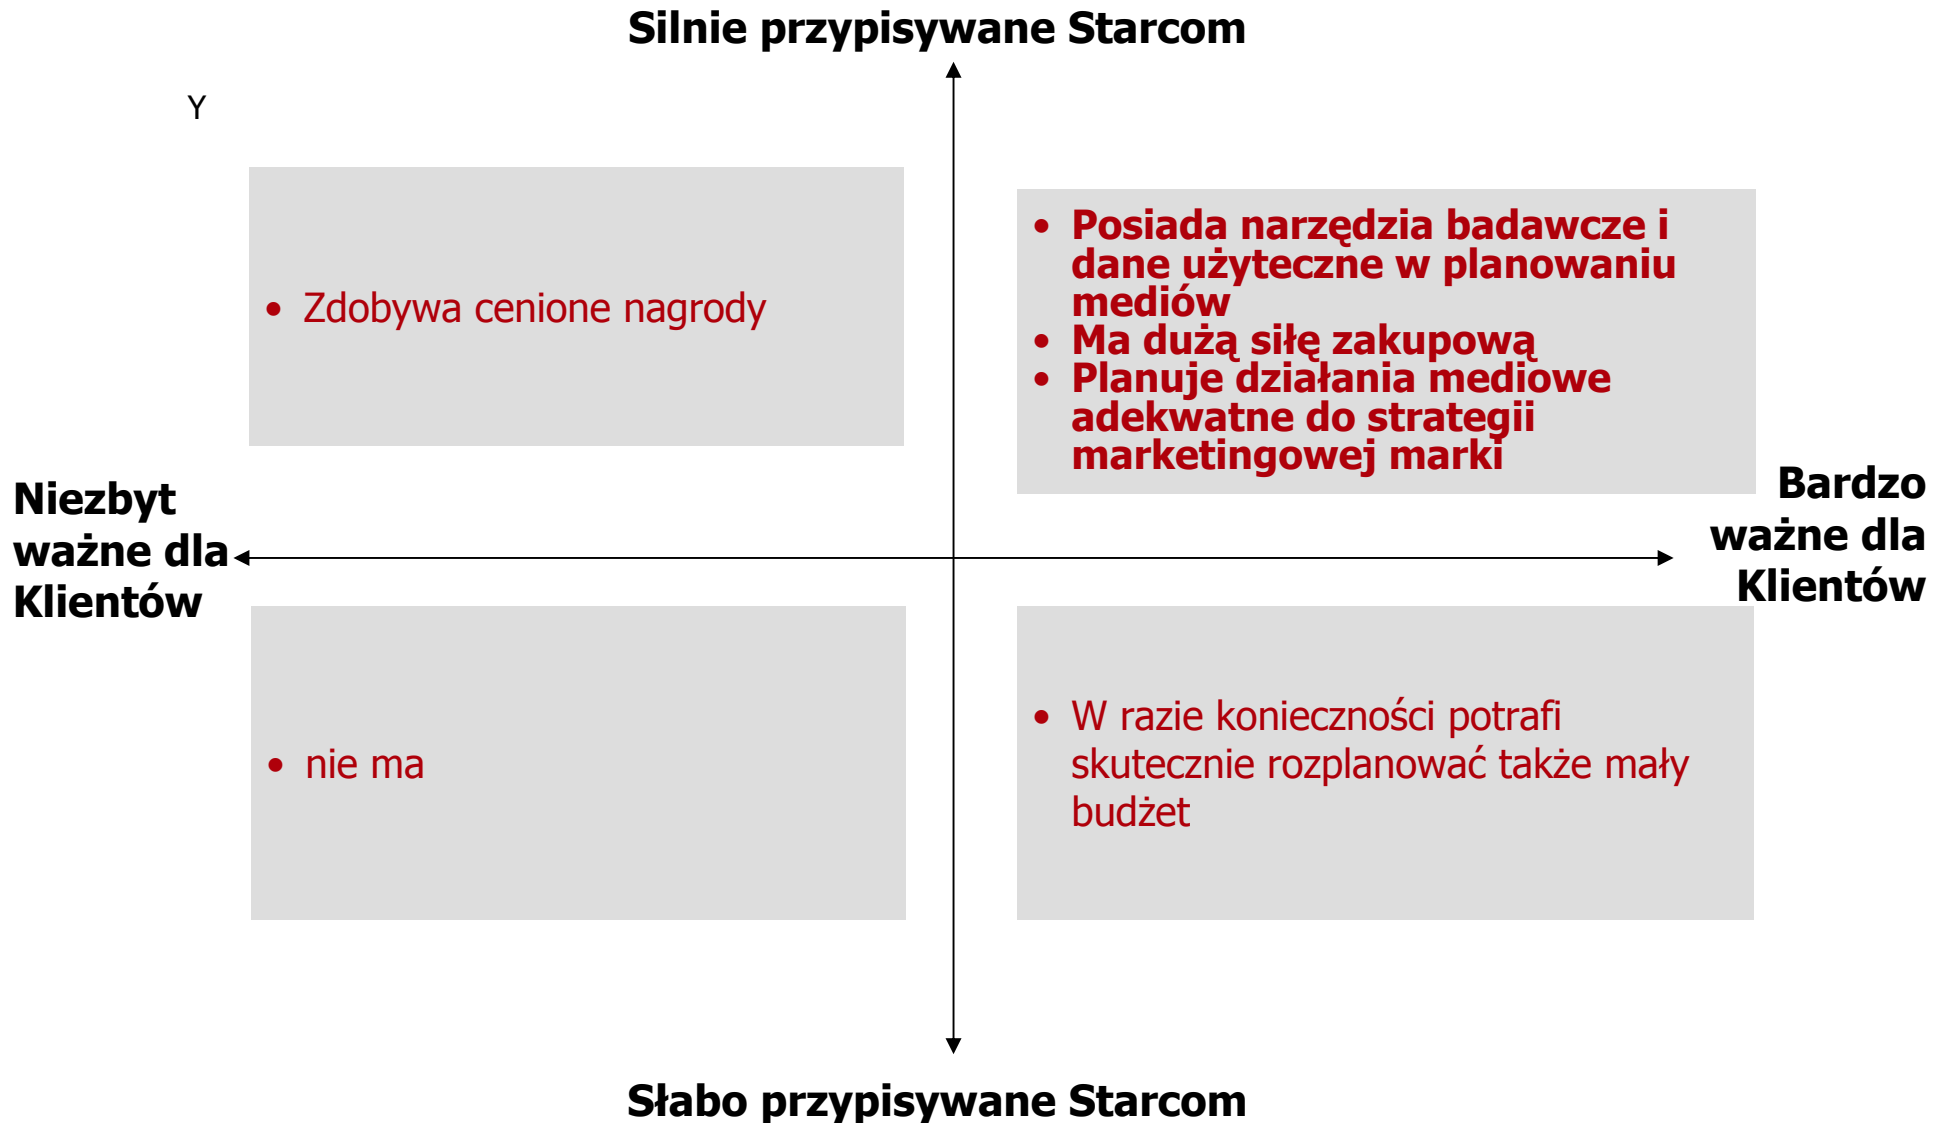 Silnie przypisywane Starcom
Y
• Zdobywa cenione nagrody
• Posiada narzędzia badawcze i
dane użyteczne w planowaniu
mediów
• Ma dużą siłę zakupową
• Planuje działania mediowe
adekwatne do strategii
marketingowej marki
Niezbyt
ważne dla
Klientów
Bardzo
ważne dla
Klientów
• nie ma
• W razie konieczności potrafi
skutecznie rozplanować także mały
budżet
Słabo przypisywane Starcom